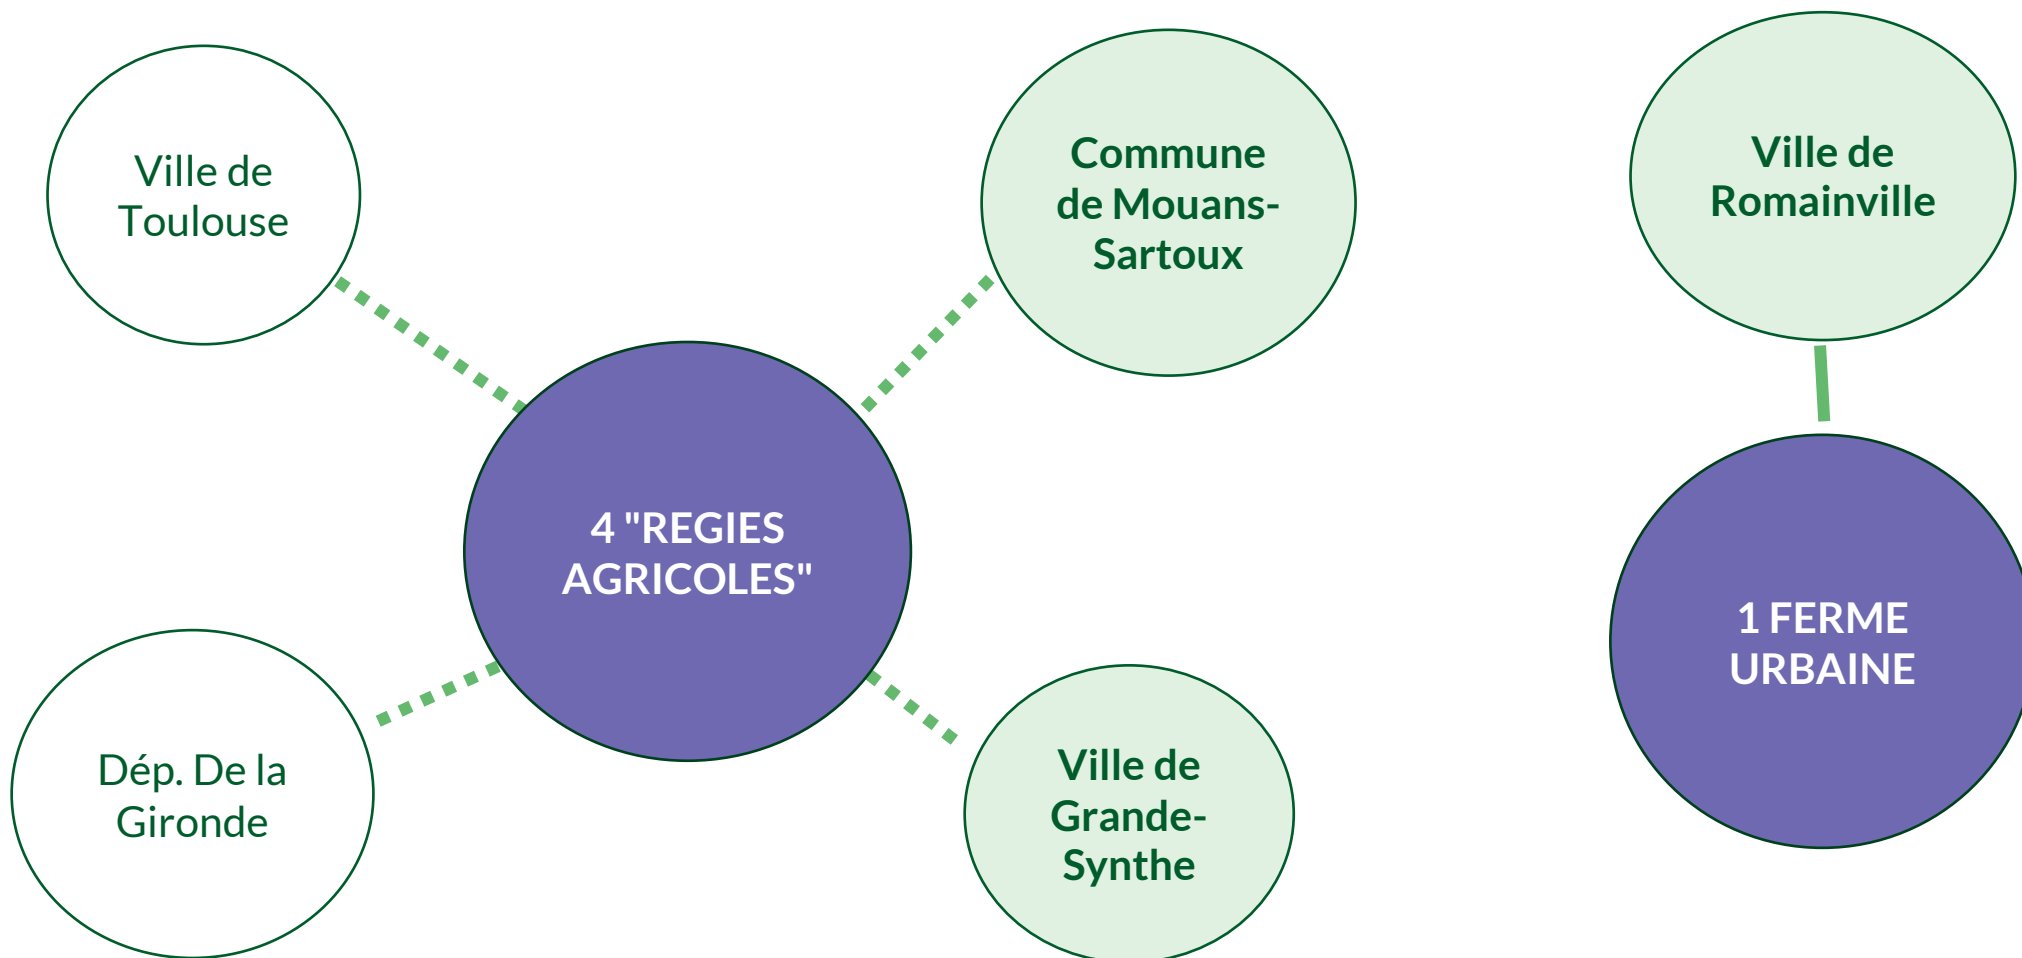 Ville de
Toulouse
Commune
de Mouans-
Sartoux
Ville de
Romainville
4 "REGIES
AGRICOLES"
1 FERME
URBAINE
Dép. De la
Gironde
Ville de
Grande-
Synthe